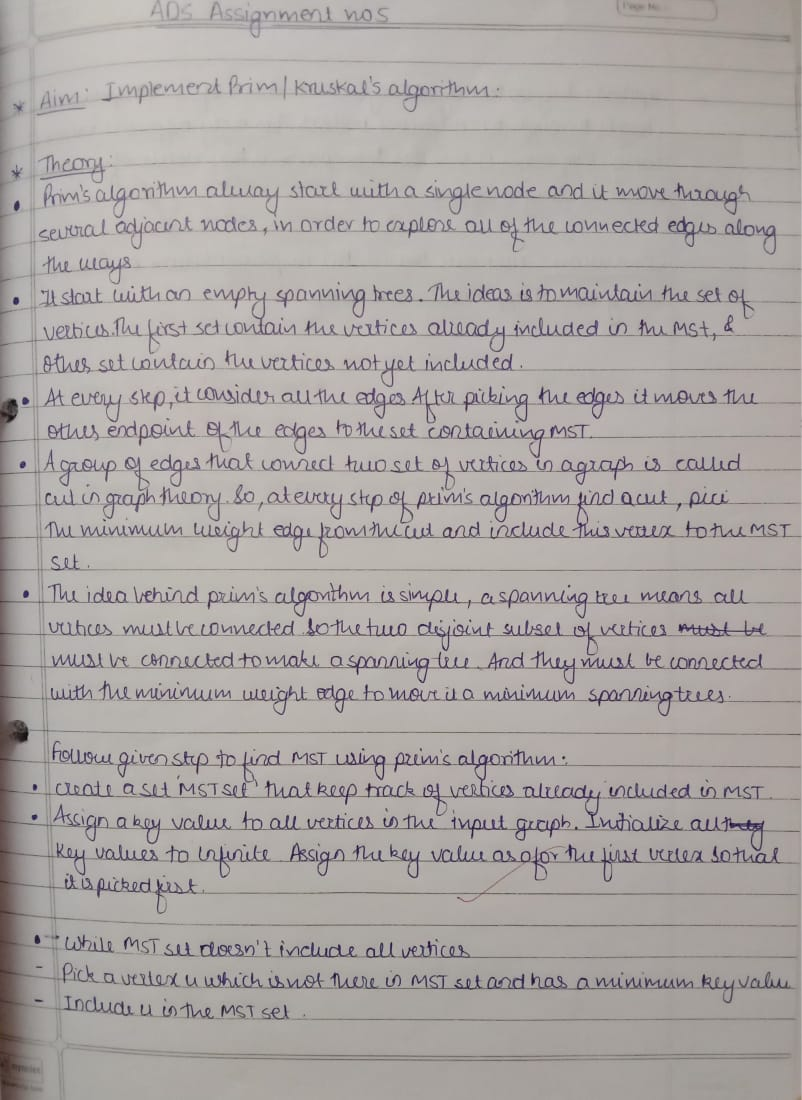 Page No.
ADS Assignment no 5
* Aim: Implement Prim/Kruskal's algorithm.
* Theory:
• Prim's algorithm alway start with a single node and it move through
several adjacent nodes, in order to explore all of the connected edges along
the ways
• It start with an empty spanning trees. The ideas is to maintain the set of
vertices. The first set contain the vertices already included in the MST, &
other set contain the vertices not yet included.
• At every step, it consider all the edges After picking the edges it moves the
other endpoint of the edges to the set containing MST.
• A group of edges that connect two set of vertices in a graph is called
cut in graph theory. So, at every step of prim's algorithm find a cut, pick
The minimum weight edge from the cut and include this vertex to the MST
set.
• The idea behind prim's algorithm is simple, a spanning tree means all
vertices must be connected. So the two disjoint subset of vertices must be
must be connected to make a spanning tree. And they must be connected
with the mininum weight edge to move it a minimum spanning trees.
Follow given step to find MST using prim's algorithm:
• create a set 'MST set' that keep track of vertices already included in MST.
• Assign a key value to all vertices in the input graph. Initialize all
Key values to infinite Assign the key value as 0 for the first vertex so that
it is picked first.
• While MST set doesn't include all vertices
- Pick a vertex u which is not there in MST set and has a minimum key value
- Include u in the MST set.